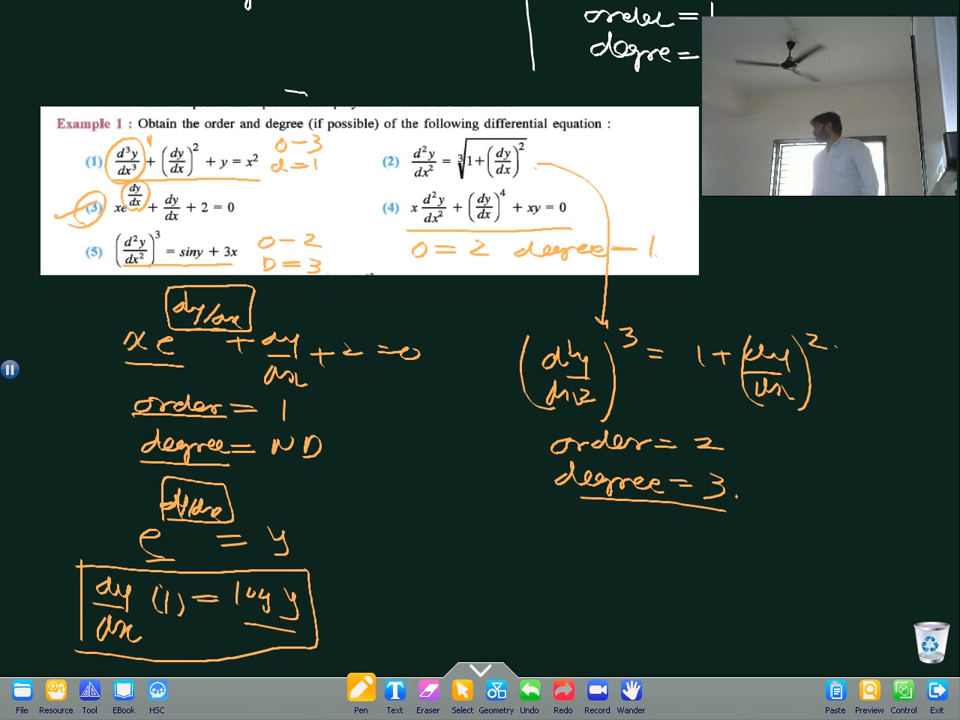 order = 1
degre =
Example 1 : Obtain the order and degree (if possible) of the following differential equation :
(1) d³y/dx³ + (dy/dx)² + y = x² o – 3 d = 1
(2) d²y/dx² = ∛(1 + (dy/dx)²)
(3) xe^(dy/dx) + dy/dx + 2 = 0
(4) x d²y/dx² + (dy/dx)⁴ + xy = 0
o = 2 degree – 1
(5) (d²y/dx²)³ = siny + 3x o – 2 D = 3
xe^(dy/dx) + dy/dx + 2 = 0
order = 1
degree = ND
e^(dy/dx) = y
dy/dx (1) = log y
(d²y/dx²)³ = 1 + (dy/dx)²
order = 2
degree = 3.
File Resource Tool EBook HSC Pen Text Eraser Select Geometry Undo Redo Record Wander Paste Preview Control Exit